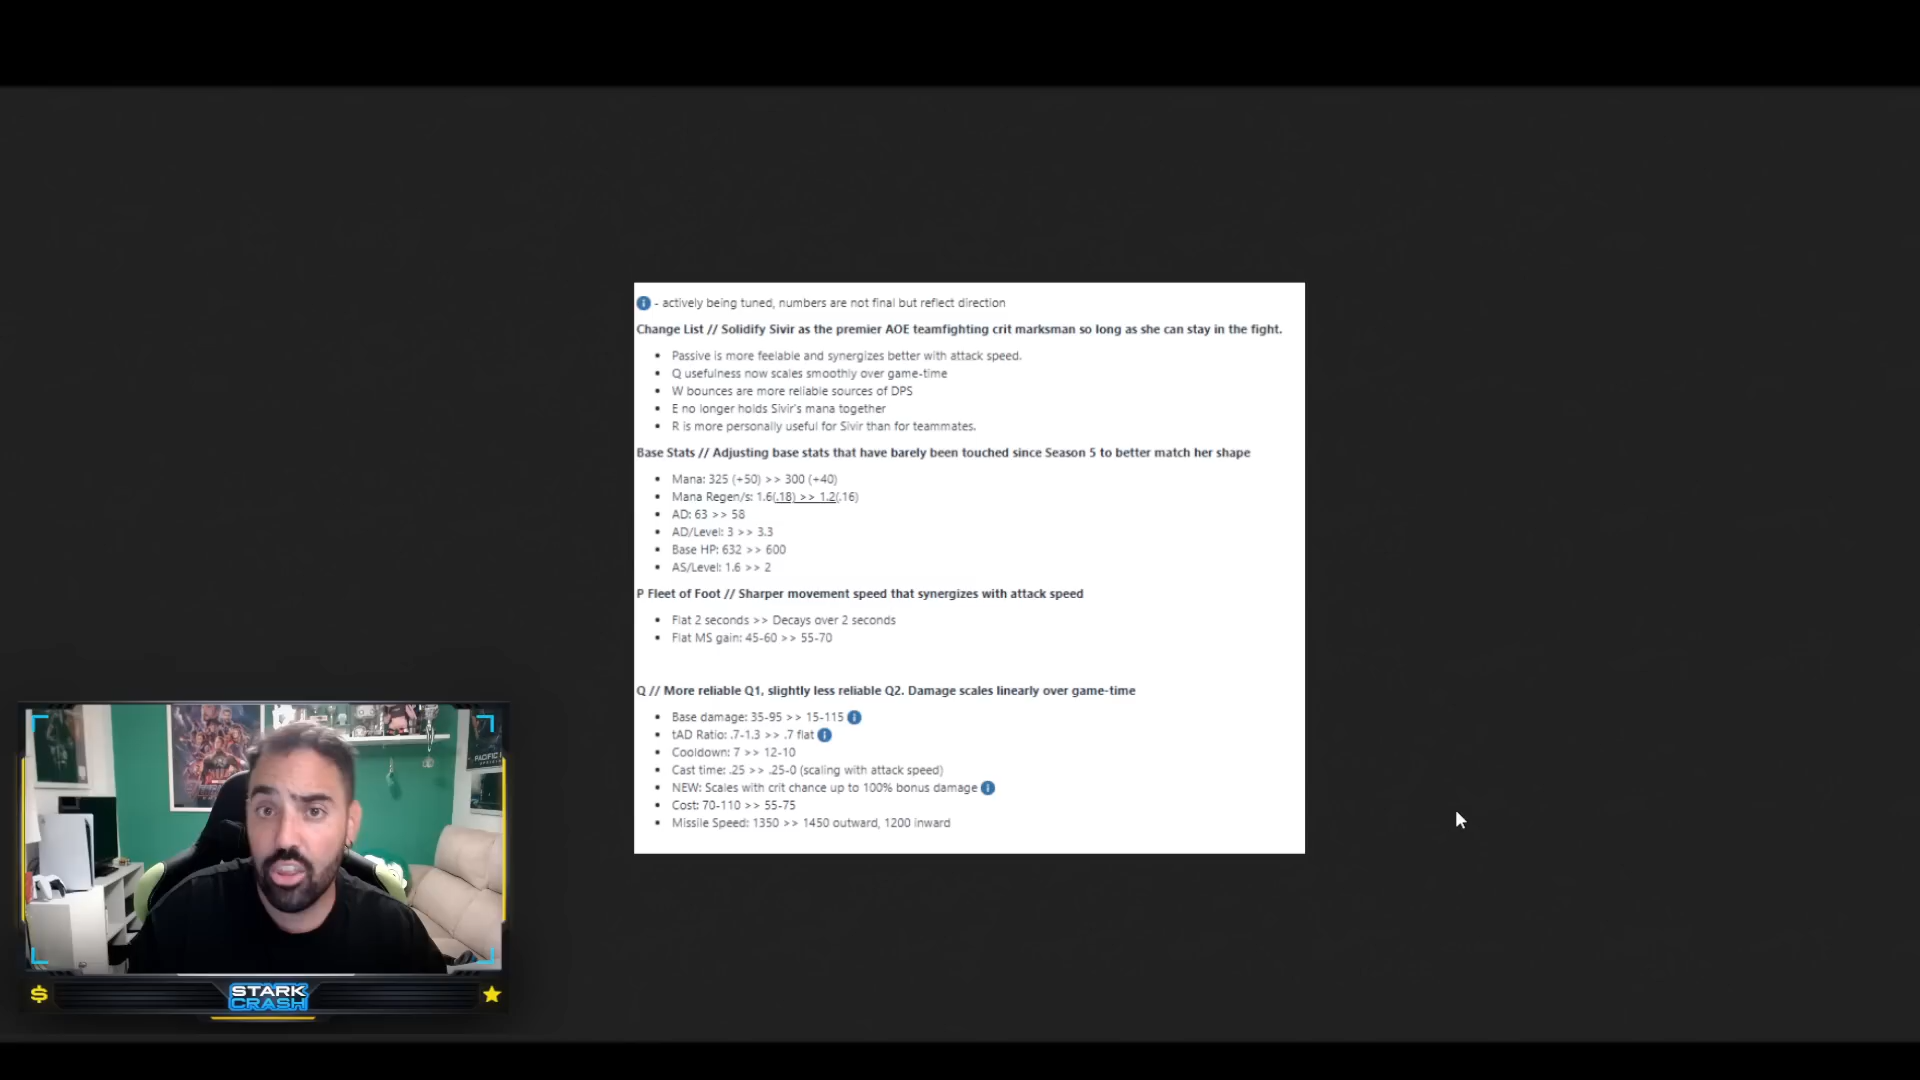 - actively being tuned, numbers are not final but reflect direction
Change List // Solidify Sivir as the premier AOE teamfighting crit marksman so long as she can stay in the fight.
• Passive is more feelable and synergizes better with attack speed.
• Q usefulness now scales smoothly over game-time
• W bounces are more reliable sources of DPS
• E no longer holds Sivir's mana together
• R is more personally useful for Sivir than for teammates.
Base Stats // Adjusting base stats that have barely been touched since Season 5 to better match her shape
• Mana: 325 (+50) >> 300 (+40)
• Mana Regen/s: 1.6(.18) >> 1.2(.16)
• AD: 63 >> 58
• AD/Level: 3 >> 3.3
• Base HP: 632 >> 600
• AS/Level: 1.6 >> 2
P Fleet of Foot // Sharper movement speed that synergizes with attack speed
• Flat 2 seconds >> Decays over 2 seconds
• Flat MS gain: 45-60 >> 55-70
Q // More reliable Q1, slightly less reliable Q2. Damage scales linearly over game-time
• Base damage: 35-95 >> 15-115
• tAD Ratio: .7-1.3 >> .7 flat
• Cooldown: 7 >> 12-10
• Cast time: .25 >> .25-0 (scaling with attack speed)
• NEW: Scales with crit chance up to 100% bonus damage
• Cost: 70-110 >> 55-75
• Missile Speed: 1350 >> 1450 outward, 1200 inward
PACIFIC
$
STARK
CRASH